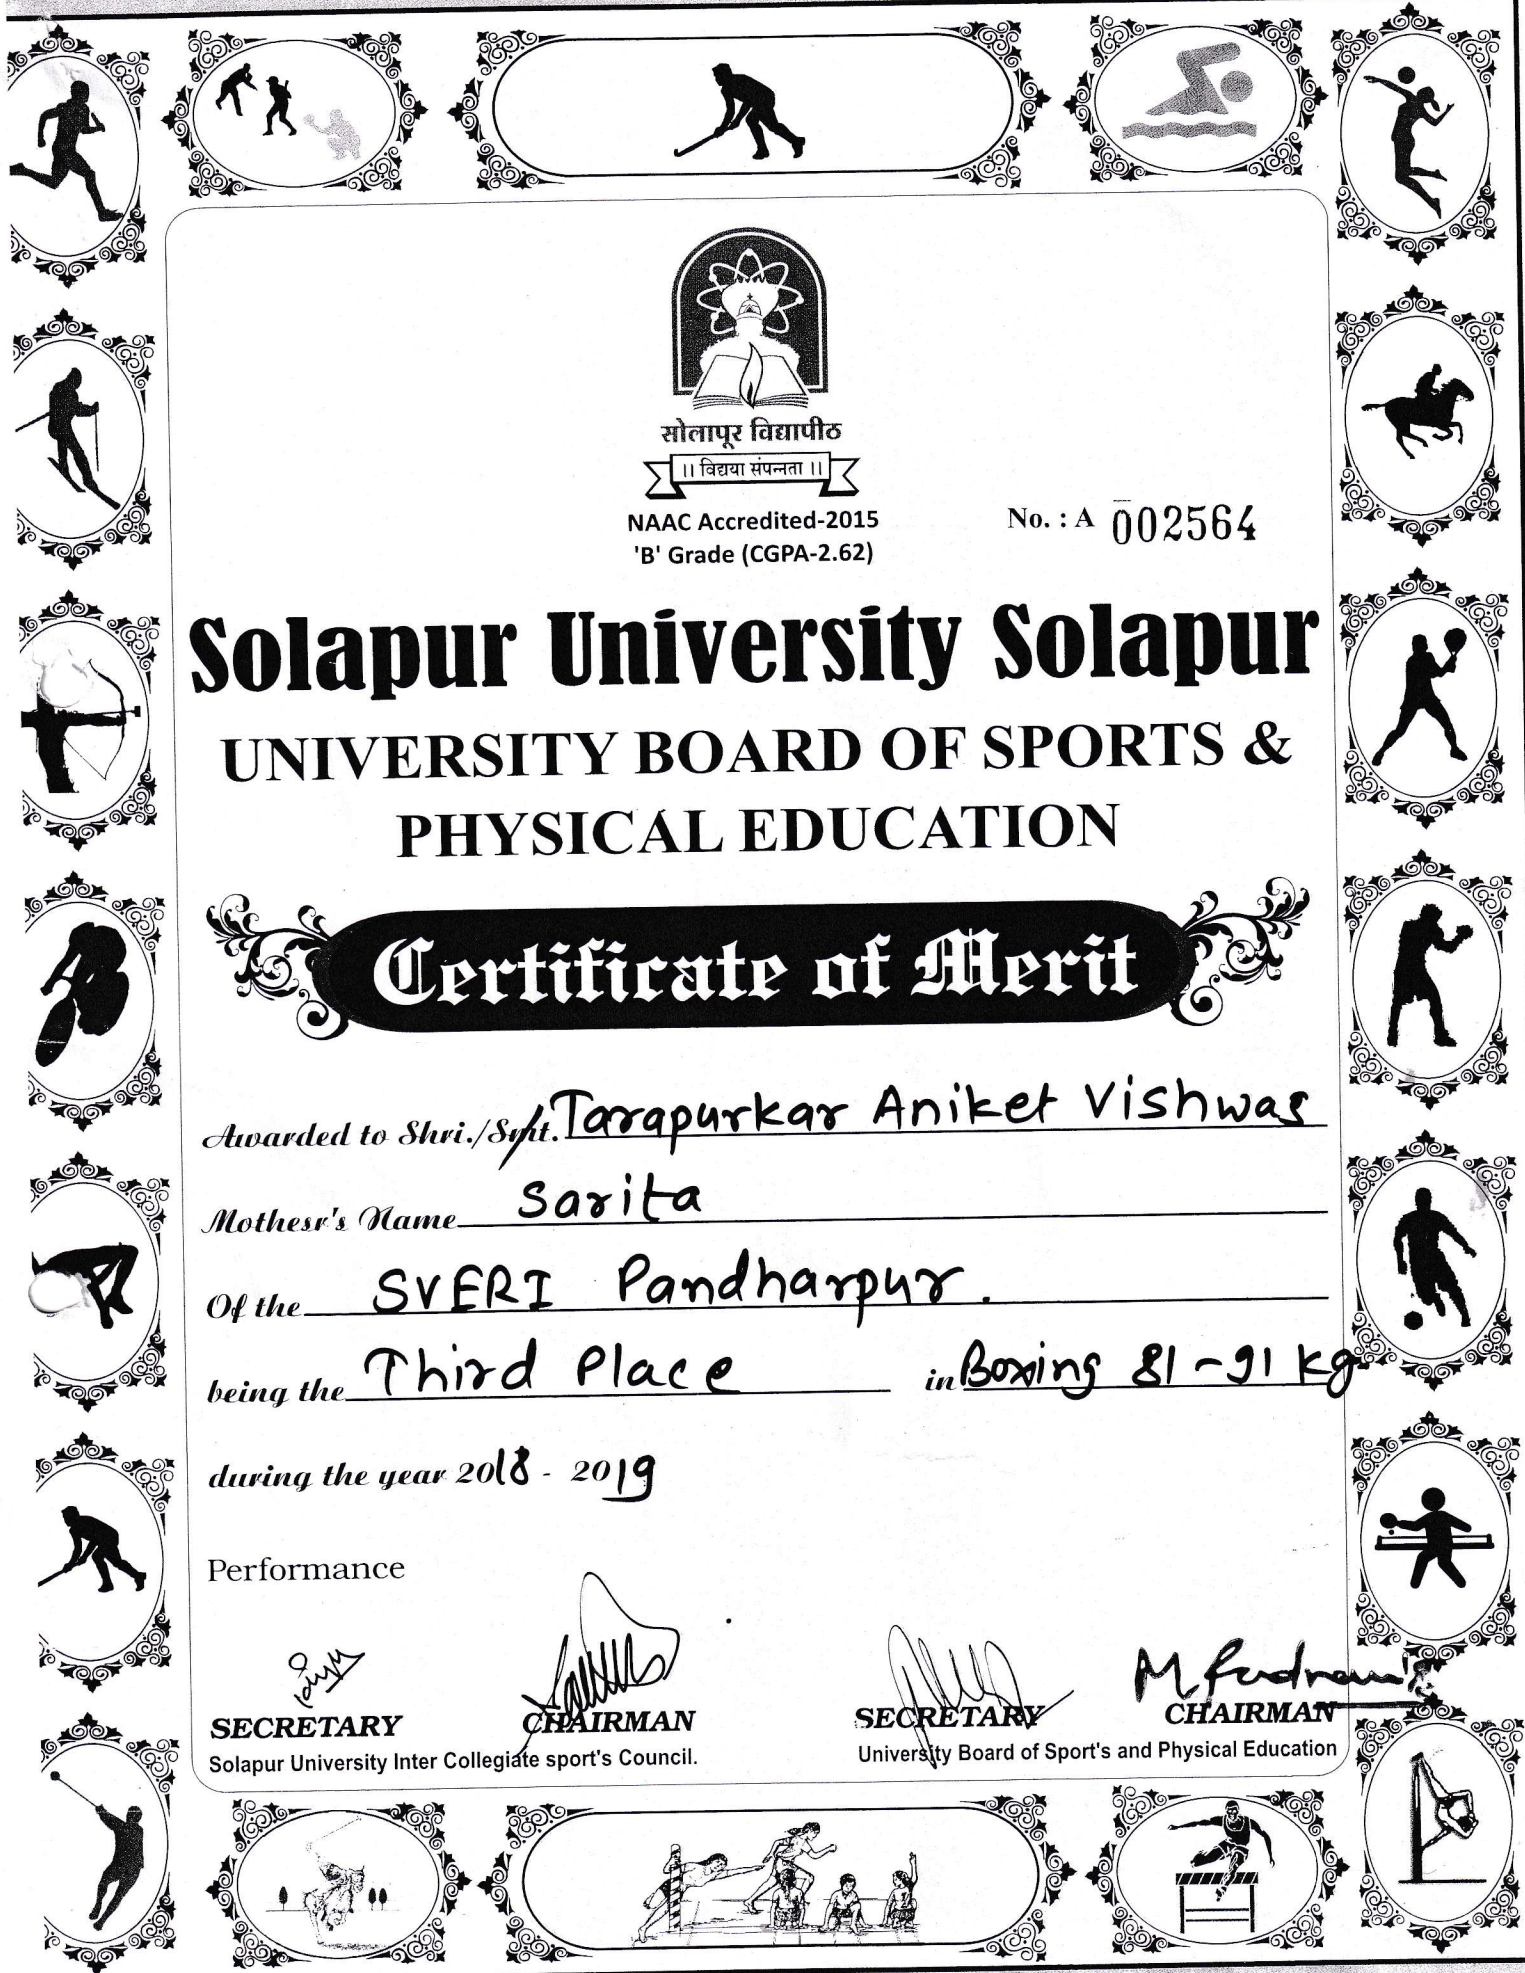 सोलापूर विद्यापीठ
।। विद्यया संपन्नता ।।
NAAC Accredited-2015
'B' Grade (CGPA-2.62)
No. : A 002564
Solapur University Solapur
UNIVERSITY BOARD OF SPORTS &
PHYSICAL EDUCATION
Certificate of Merit
Awarded to Shri./Smt. Tarapurkar Aniket Vishwas
Mothesr's Name Sarita
Of the SVERI Pandharpur.
being the Third Place in Boxing 81-91 kg
during the year 2018 - 2019
Performance
SECRETARY CHAIRMAN SECRETARY CHAIRMAN
Solapur University Inter Collegiate sport's Council. University Board of Sport's and Physical Education